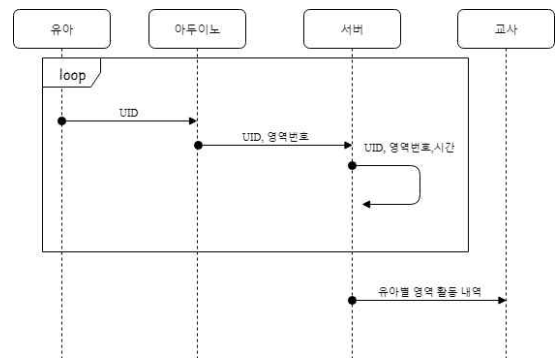 유아
아두이노
서버
교사
loop
UID
UID, 영역번호
UID, 영역번호,시간
유아별 영역 활동 내역